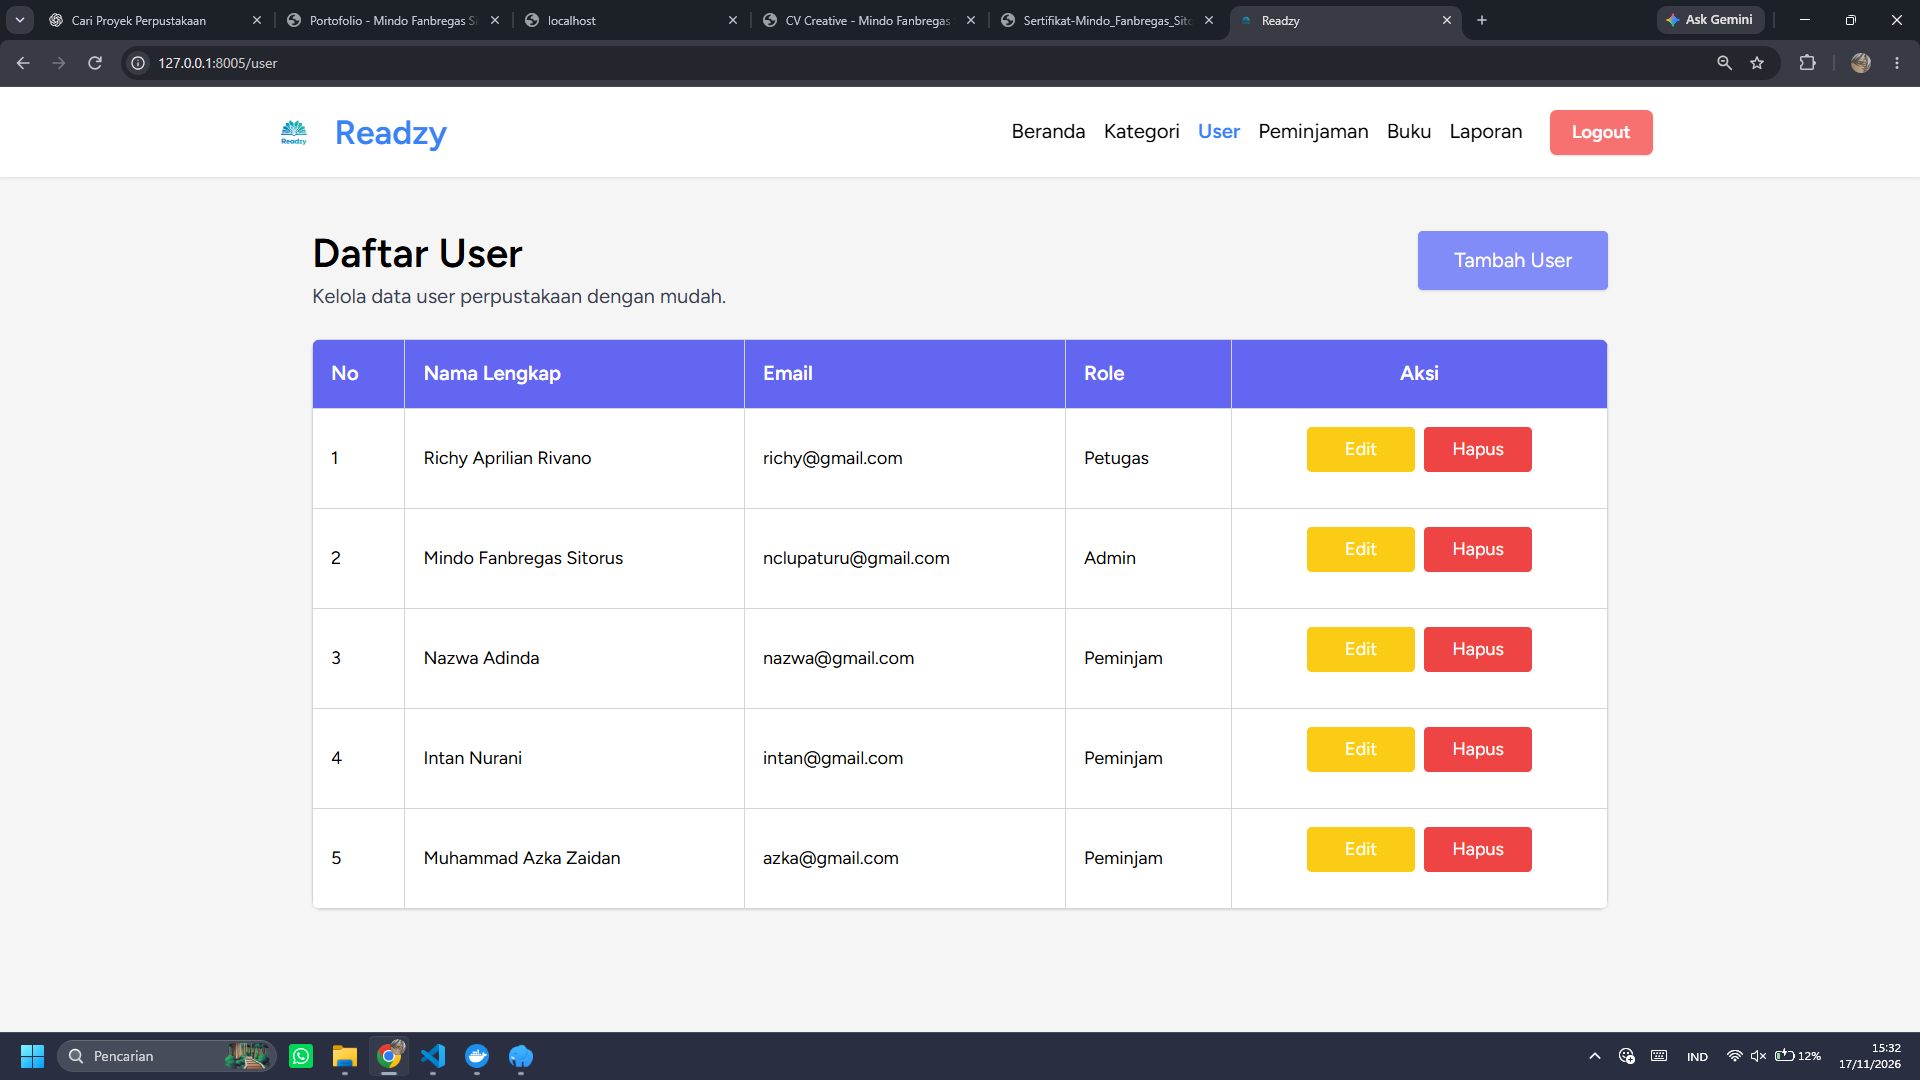 Cari Proyek Perpustakaan
Portofolio - Mindo Fanbregas Si
localhost
CV Creative - Mindo Fanbregas
Sertifikat-Mindo_Fanbregas_Sito
Readzy
Ask Gemini
127.0.0.1:8005/user
Readzy
Readzy
Beranda
Kategori
User
Peminjaman
Buku
Laporan
Logout
Daftar User
Kelola data user perpustakaan dengan mudah.
Tambah User
No
Nama Lengkap
Email
Role
Aksi
1
Richy Aprilian Rivano
richy@gmail.com
Petugas
Edit
Hapus
2
Mindo Fanbregas Sitorus
nclupaturu@gmail.com
Admin
Edit
Hapus
3
Nazwa Adinda
nazwa@gmail.com
Peminjam
Edit
Hapus
4
Intan Nurani
intan@gmail.com
Peminjam
Edit
Hapus
5
Muhammad Azka Zaidan
azka@gmail.com
Peminjam
Edit
Hapus
Pencarian
IND
12%
15:32
17/11/2026